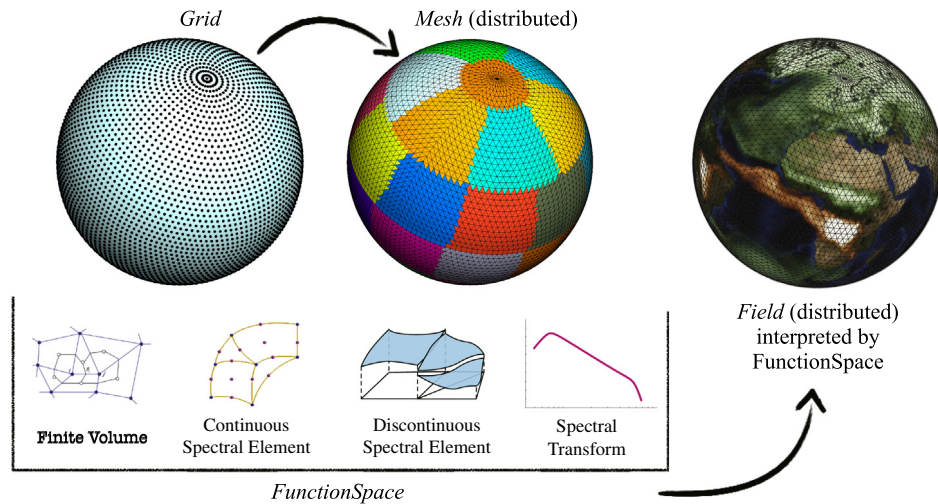 Grid
Mesh (distributed)
Field (distributed)
interpreted by
FunctionSpace
Finite Volume
Continuous
Spectral Element
Discontinuous
Spectral Element
Spectral
Transform
FunctionSpace